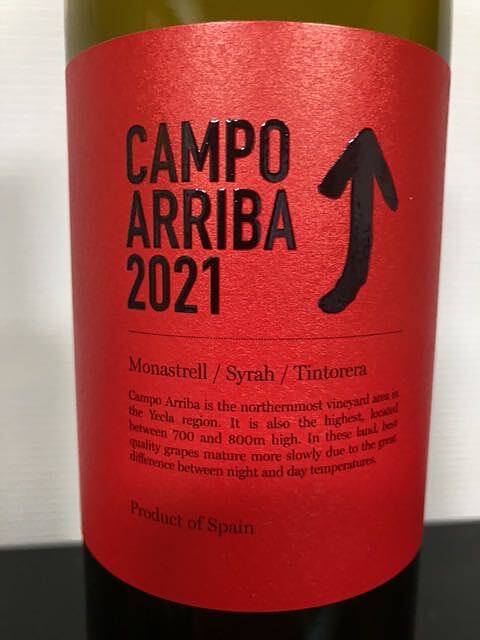 CAMPO
ARRIBA
2021
Monastrell / Syrah / Tintorera
Campo Arriba is the northernmost vineyard area in
the Yecla region. It is also the highest, located
between 700 and 800m high. In these land, best
quality grapes mature more slowly due to the great
difference between night and day temperatures.
Product of Spain